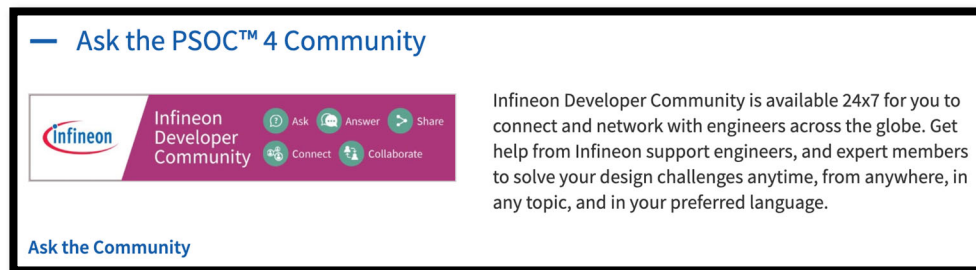 — Ask the PSOC™ 4 Community
infineon
Infineon
Developer
Community
Ask Answer Share
Connect Collaborate
Infineon Developer Community is available 24x7 for you to
connect and network with engineers across the globe. Get
help from Infineon support engineers, and expert members
to solve your design challenges anytime, from anywhere, in
any topic, and in your preferred language.
Ask the Community